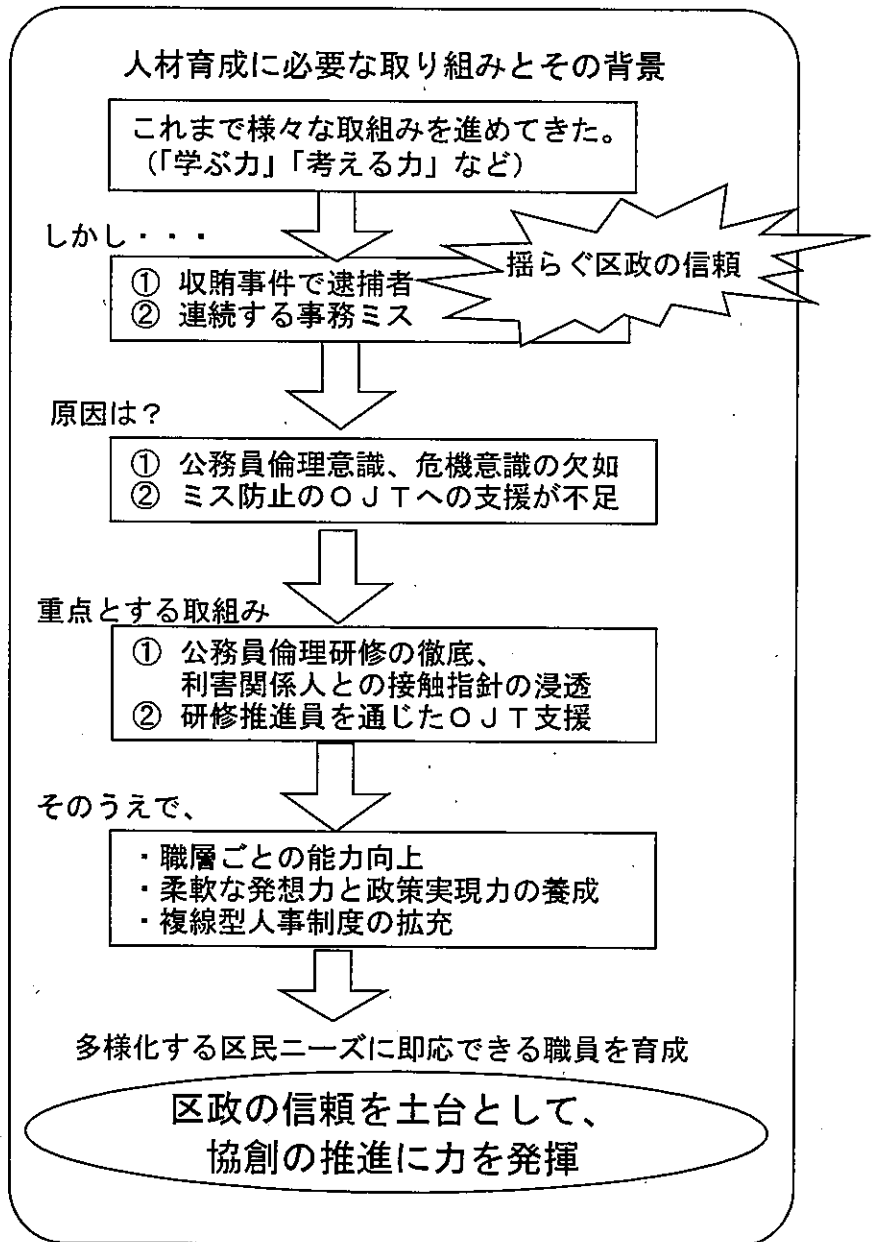 人材育成に必要な取り組みとその背景
これまで様々な取組みを進めてきた。
（「学ぶ力」「考える力」など）
しかし・・・
揺らぐ区政の信頼
① 収賄事件で逮捕者
② 連続する事務ミス
原因は？
① 公務員倫理意識、危機意識の欠如
② ミス防止のＯＪＴへの支援が不足
重点とする取組み
① 公務員倫理研修の徹底、
利害関係人との接触指針の浸透
② 研修推進員を通じたＯＪＴ支援
そのうえで、
・職層ごとの能力向上
・柔軟な発想力と政策実現力の養成
・複線型人事制度の拡充
多様化する区民ニーズに即応できる職員を育成
区政の信頼を土台として、
協創の推進に力を発揮